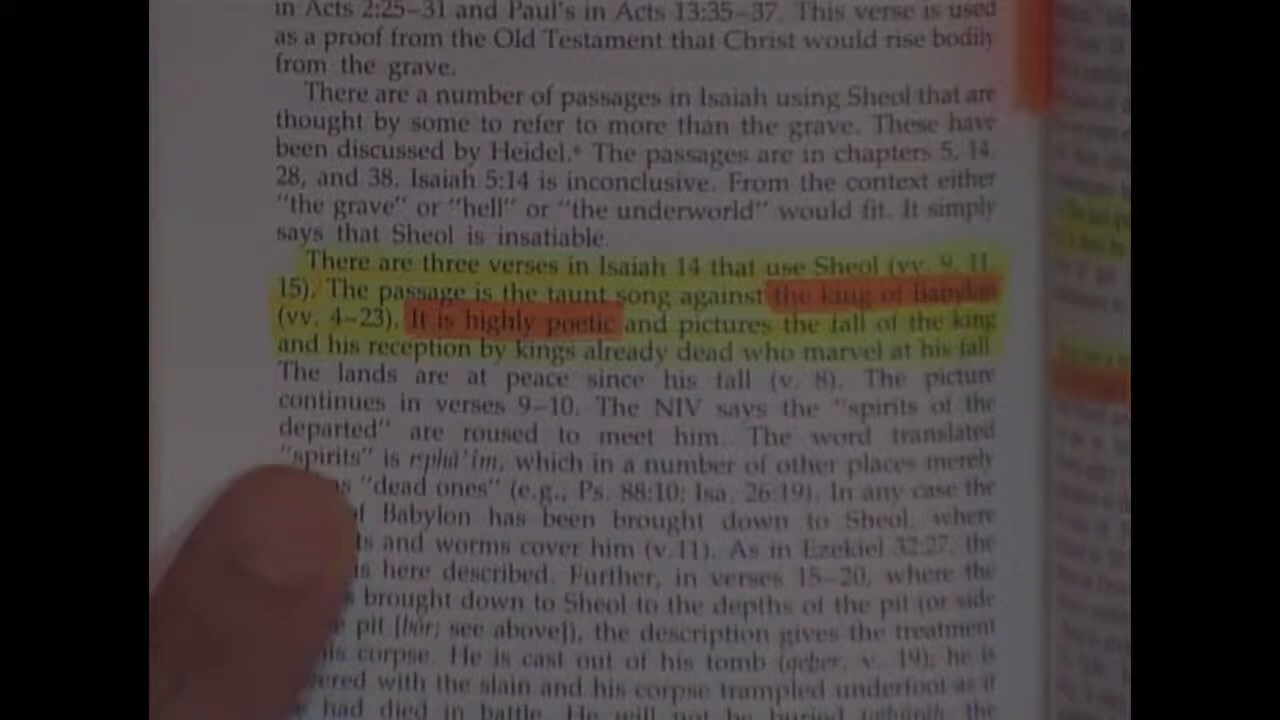 in Acts 2:25–31 and Paul's in Acts 13:35–37. This verse is used
as a proof from the Old Testament that Christ would rise bodily
from the grave.
There are a number of passages in Isaiah using Sheol that are
thought by some to refer to more than the grave. These have
been discussed by Heidel.⁶ The passages are in chapters 5, 14,
28, and 38. Isaiah 5:14 is inconclusive. From the context either
"the grave" or "hell" or "the underworld" would fit. It simply
says that Sheol is insatiable.
There are three verses in Isaiah 14 that use Sheol (vv. 9, 11,
15). The passage is the taunt song against the king of Babylon
(vv. 4–23). It is highly poetic and pictures the fall of the king
and his reception by kings already dead who marvel at his fall.
The lands are at peace since his fall (v. 8). The picture
continues in verses 9–10. The NIV says the "spirits of the
departed" are roused to meet him. The word translated
"spirits" is rᵉphā'im, which in a number of other places merely
"dead ones" (e.g., Ps. 88:10; Isa. 26:19). In any case the
Babylon has been brought down to Sheol, where
and worms cover him (v. 11). As in Ezekiel 32:27, the
is here described. Further, in verses 15–20, where the
brought down to Sheol to the depths of the pit (or side
pit [bôr; see above]), the description gives the treatment
corpse. He is cast out of his tomb (qeber, v. 19); he is
with the slain and his corpse trampled underfoot as if
had died in battle. He will not be buried the